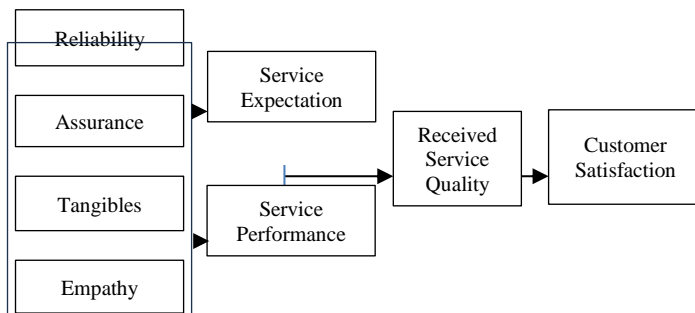 Reliability
Assurance
Tangibles
Empathy
Service
Expectation
Service
Performance
Received
Service
Quality
Customer
Satisfaction